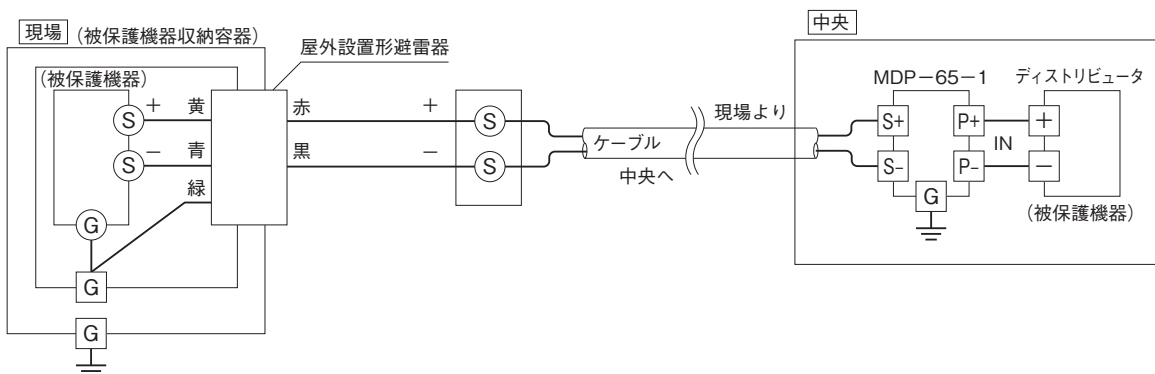 現場 (被保護機器収納容器)
屋外設置形避雷器
(被保護機器)
+ 黄
S
- 青
S
緑
G
G
G
赤 +
黒 -
S
S
ケーブル
中央へ
現場より
中央
MDP-65-1 ディストリビュータ
S+ P+ +
IN
S- P- -
G
(被保護機器)